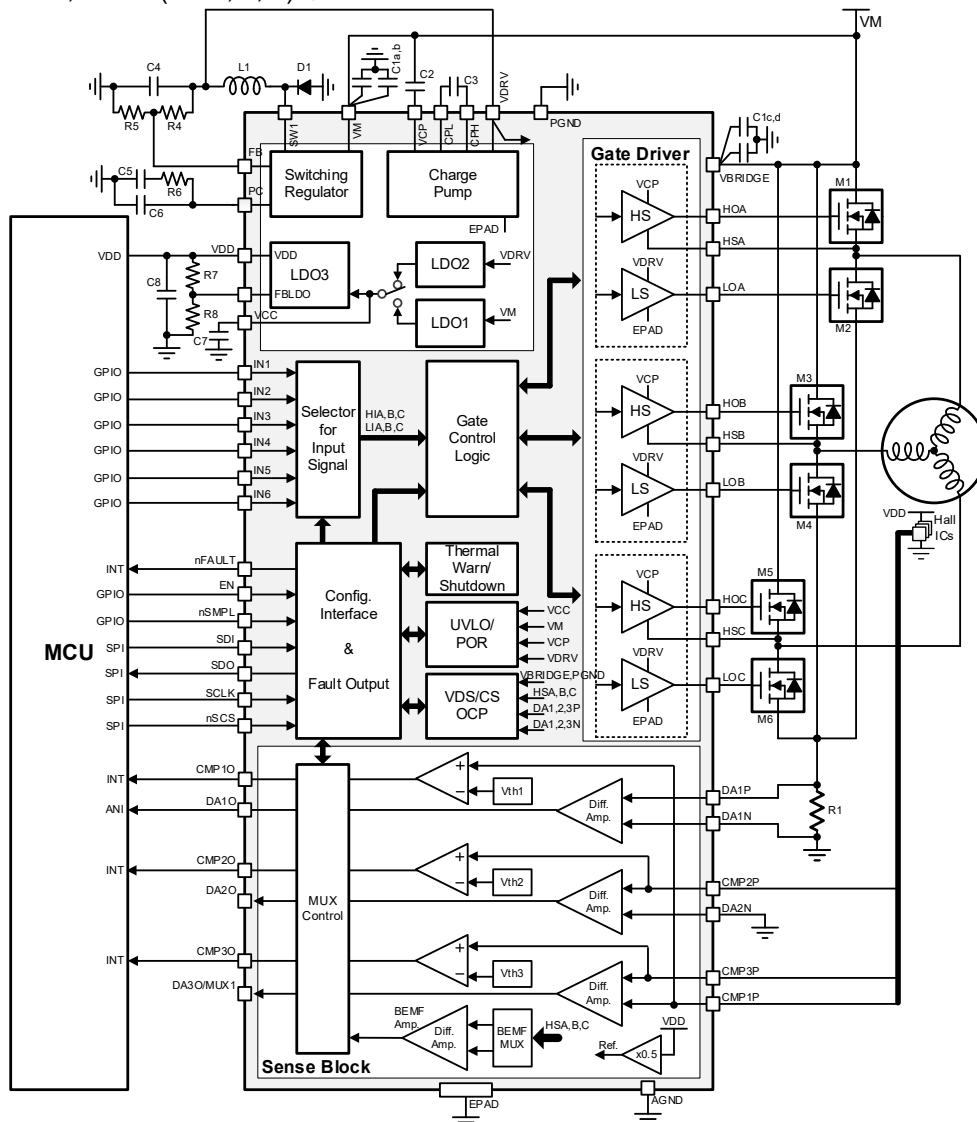 VM
C4
L1
D1
C1a,b
C2
C3
VDRV
R5
R4
SW1
VM
VCP
CPL
CPH
PGND
C1c,d
FB
PC
C5
R6
C6
Switching
Regulator
Charge
Pump
EPAD
Gate Driver
VBRIDGE
M1
VCP
HS
HOA
HSA
VDRV
LS
LOA
EPAD
M2
VDD
VDD
VDD
LDO3
FBLDO
LDO2
VDRV
LDO1
VM
C8
R7
R8
C7
VCC
GPIO
IN1
GPIO
IN2
GPIO
IN3
GPIO
IN4
GPIO
IN5
GPIO
IN6
Selector
for
Input
Signal
HIA,B,C
LIA,B,C
Gate
Control
Logic
M3
VCP
HS
HOB
HSB
VDRV
LS
LOB
EPAD
M4
VDD
Hall
ICs
MCU
INT
nFAULT
GPIO
EN
GPIO
nSMPL
SPI
SDI
SPI
SDO
SPI
SCLK
SPI
nSCS
Config.
Interface
&
Fault Output
Thermal
Warn/
Shutdown
UVLO/
POR
VCC
VM
VCP
VDRV
VDS/CS
OCP
VBRIDGE,PGND
HSA,B,C
DA1,2,3P
DA1,2,3N
M5
VCP
HS
HOC
HSC
VDRV
LS
LOC
EPAD
M6
INT
CMP1O
ANI
DA1O
INT
CMP2O
DA2O
INT
CMP3O
DA3O/MUX1
MUX
Control
+
−
Vth1
Diff.
Amp.
DA1P
DA1N
R1
+
−
Vth2
Diff.
Amp.
CMP2P
DA2N
+
−
Vth3
Diff.
Amp.
CMP3P
CMP1P
BEMF
Amp.
Diff.
Amp.
BEMF
MUX
HSA,B,C
Ref.
x0.5
VDD
Sense Block
EPAD
AGND